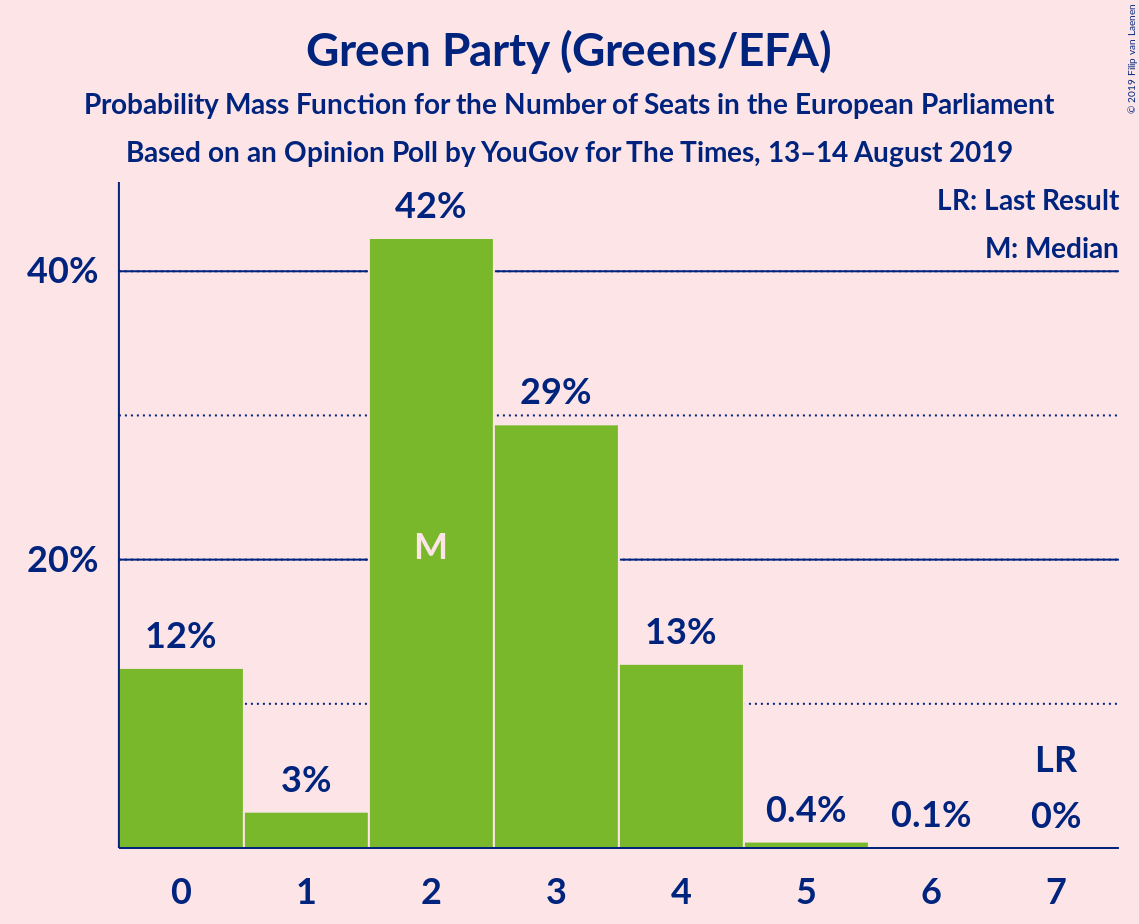 Green Party (Greens/EFA)
Probability Mass Function for the Number of Seats in the European Parliament
Based on an Opinion Poll by YouGov for The Times, 13–14 August 2019
© 2019 Filip van Laenen
LR: Last Result
M: Median
40%
20%
12%
3%
42%
M
29%
13%
0.4%
0.1%
LR
0%
0 1 2 3 4 5 6 7